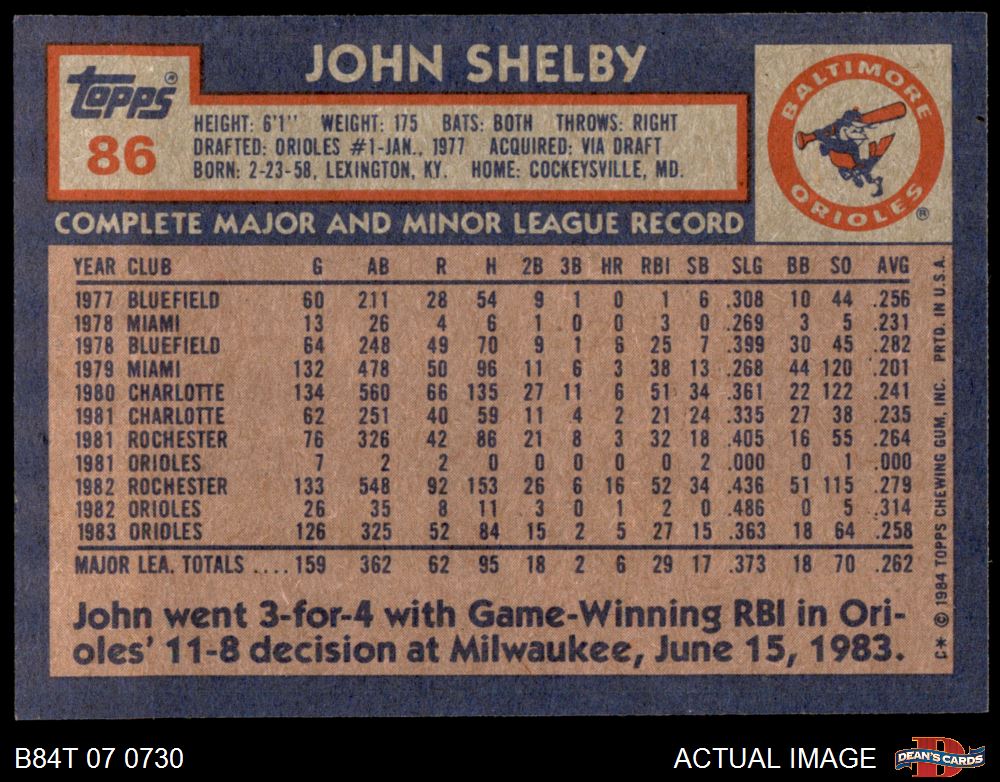 JOHN SHELBY
topps®
86
HEIGHT: 6'1" WEIGHT: 175 BATS: BOTH THROWS: RIGHT
DRAFTED: ORIOLES #1-JAN., 1977 ACQUIRED: VIA DRAFT
BORN: 2-23-58, LEXINGTON, KY. HOME: COCKEYSVILLE, MD.
BALTIMORE
ORIOLES®
COMPLETE MAJOR AND MINOR LEAGUE RECORD
YEAR CLUB G AB R H 2B 3B HR RBI SB SLG BB SO AVG
1977 BLUEFIELD 60 211 28 54 9 1 0 1 6 .308 10 44 .256
1978 MIAMI 13 26 4 6 1 0 0 3 0 .269 3 5 .231
1978 BLUEFIELD 64 248 49 70 9 1 6 25 7 .399 30 45 .282
1979 MIAMI 132 478 50 96 11 6 3 38 13 .268 44 120 .201
1980 CHARLOTTE 134 560 66 135 27 11 6 51 34 .361 22 122 .241
1981 CHARLOTTE 62 251 40 59 11 4 2 21 24 .335 27 38 .235
1981 ROCHESTER 76 326 42 86 21 8 3 32 18 .405 16 55 .264
1981 ORIOLES 7 2 2 0 0 0 0 0 2 .000 0 1 .000
1982 ROCHESTER 133 548 92 153 26 6 16 52 34 .436 51 115 .279
1982 ORIOLES 26 35 8 11 3 0 1 2 0 .486 0 5 .314
1983 ORIOLES 126 325 52 84 15 2 5 27 15 .363 18 64 .258
MAJOR LEA. TOTALS .... 159 362 62 95 18 2 6 29 17 .373 18 70 .262
John went 3-for-4 with Game-Winning RBI in Ori-
oles' 11-8 decision at Milwaukee, June 15, 1983.
C* © 1984 TOPPS CHEWING GUM, INC. PRTD. IN U.S.A.
B84T 07 0730
ACTUAL IMAGE
D
DEAN'S CARDS